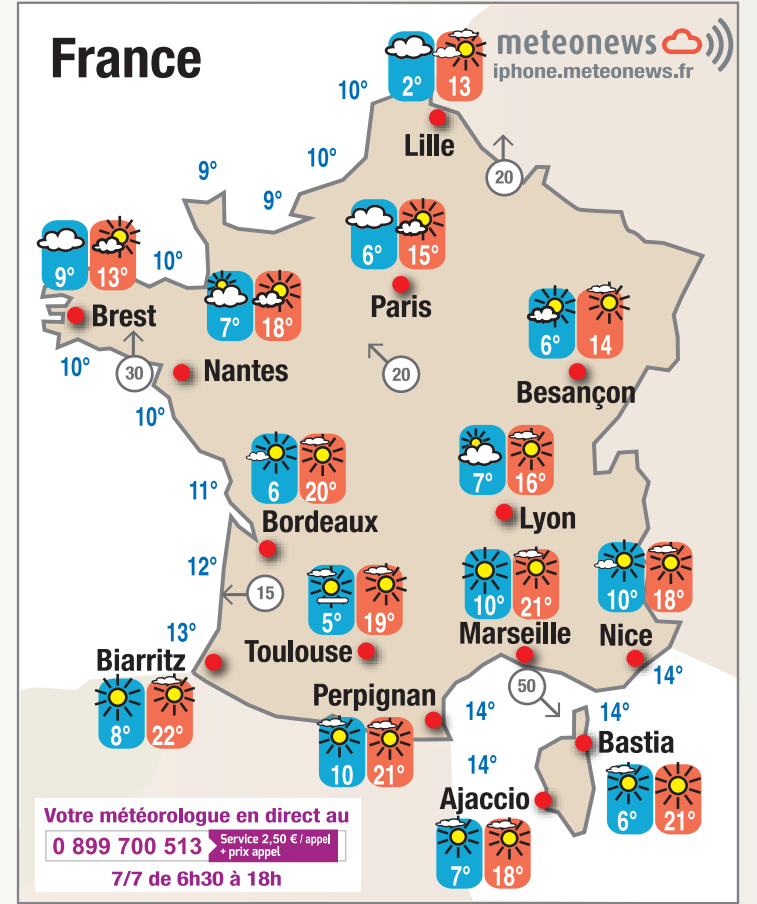 France
meteonews
iphone.meteonews.fr
2° 13
10°
Lille
10°
20
9°
9°
6° 15°
9° 13°
10°
7° 18°
Paris
Brest
6° 14
10°
30
Nantes
20
Besançon
10°
6 20°
7° 16°
11°
Bordeaux
Lyon
12°
15
5° 19°
10° 21°
10° 18°
13°
Biarritz
Toulouse
Marseille
Nice
14°
8° 22°
Perpignan
50
14°
14°
10 21°
Bastia
14°
Ajaccio
6° 21°
7° 18°
Votre météorologue en direct au
0 899 700 513
Service 2,50 € / appel
+ prix appel
7/7 de 6h30 à 18h